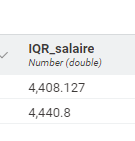 IQR_salaire
Number (double)
4,408.127
4,440.8